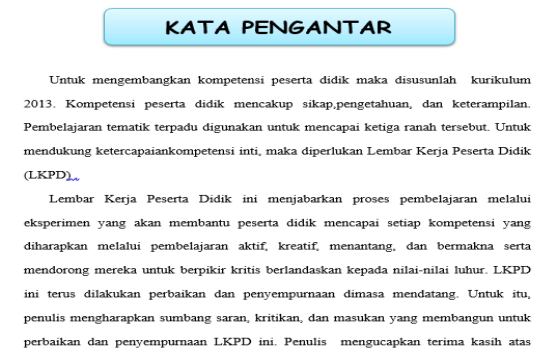 KATA PENGANTAR
Untuk mengembangkan kompetensi peserta didik maka disusunlah kurikulum
2013. Kompetensi peserta didik mencakup sikap,pengetahuan, dan keterampilan.
Pembelajaran tematik terpadu digunakan untuk mencapai ketiga ranah tersebut. Untuk
mendukung ketercapaiankompetensi inti, maka diperlukan Lembar Kerja Peserta Didik
(LKPD).
Lembar Kerja Peserta Didik ini menjabarkan proses pembelajaran melalui
eksperimen yang akan membantu peserta didik mencapai setiap kompetensi yang
diharapkan melalui pembelajaran aktif, kreatif, menantang, dan bermakna serta
mendorong mereka untuk berpikir kritis berlandaskan kepada nilai-nilai luhur. LKPD
ini terus dilakukan perbaikan dan penyempurnaan dimasa mendatang. Untuk itu,
penulis mengharapkan sumbang saran, kritikan, dan masukan yang membangun untuk
perbaikan dan penyempurnaan LKPD ini. Penulis mengucapkan terima kasih atas